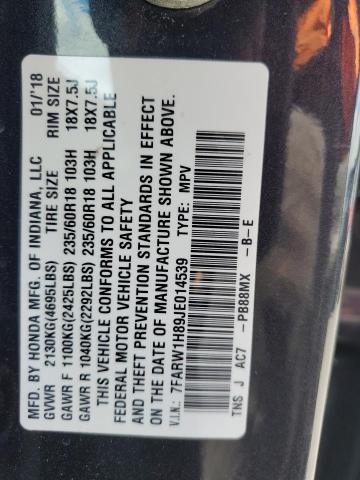 MFD. BY HONDA MFG. OF INDIANA, LLC 01/'18
GVWR 2130KG(4695LBS) TIRE SIZE RIM SIZE
GAWR F 1100KG(2425LBS) 235/60R18 103H 18X7.5J
GAWR R 1040KG(2292LBS) 235/60R18 103H 18X7.5J
THIS VEHICLE CONFORMS TO ALL APPLICABLE
FEDERAL MOTOR VEHICLE SAFETY
AND THEFT PREVENTION STANDARDS IN EFFECT
ON THE DATE OF MANUFACTURE SHOWN ABOVE.
V.I.N.: 7FARW1H89JE014539 TYPE: MPV
TNS J AC7 -PB88MX -B-E